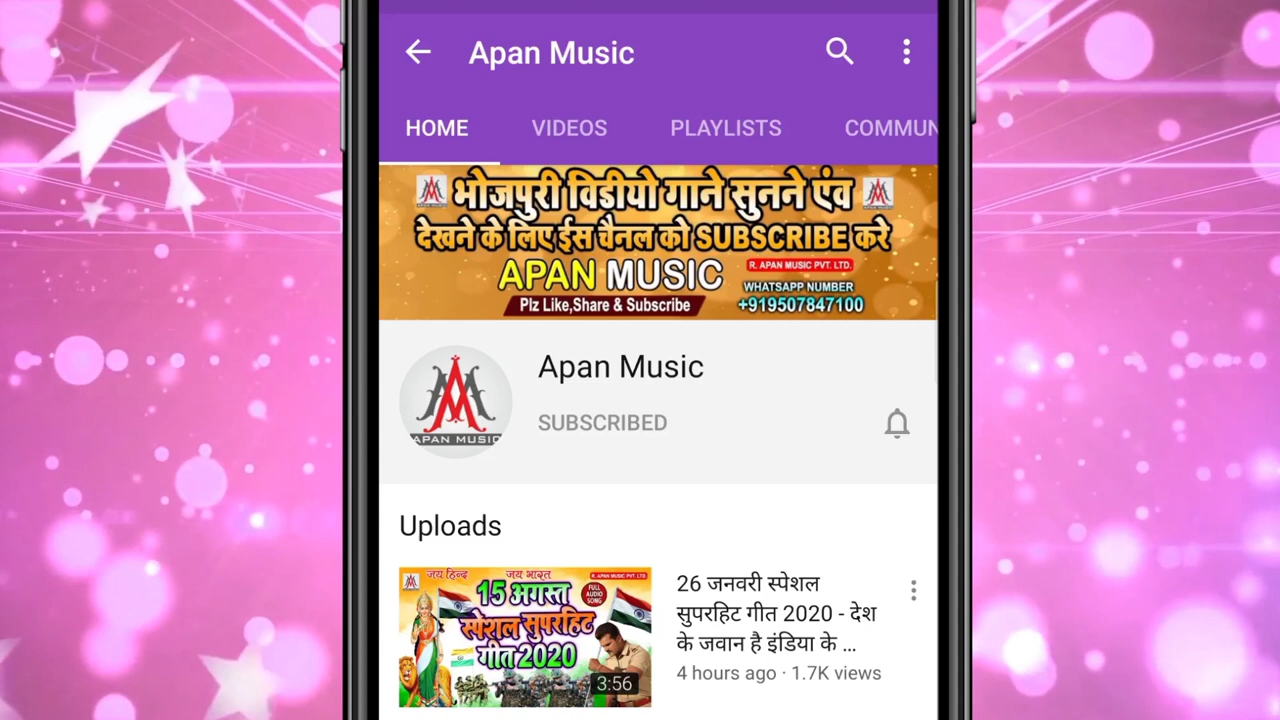 Apan Music
HOME VIDEOS PLAYLISTS COMMUN
भोजपुरी विडीयो गाने सुनने एंव
देखने के लिए ईस चैनल को SUBSCRIBE करे
APAN MUSIC
R. APAN MUSIC PVT. LTD.
WHATSAPP NUMBER
Plz Like,Share & Subscribe
+919507847100
Apan Music
SUBSCRIBED
APAN MUSIC
Uploads
जय हिन्द जय भारत
R. APAN MUSIC PVT. LTD
15 अगस्त
FULL AUDIO SONG
स्पेशल सुपरहिट
गीत 2020
3:56
26 जनवरी स्पेशल
सुपरहिट गीत 2020 - देश
के जवान है इंडिया के ...
4 hours ago · 1.7K views